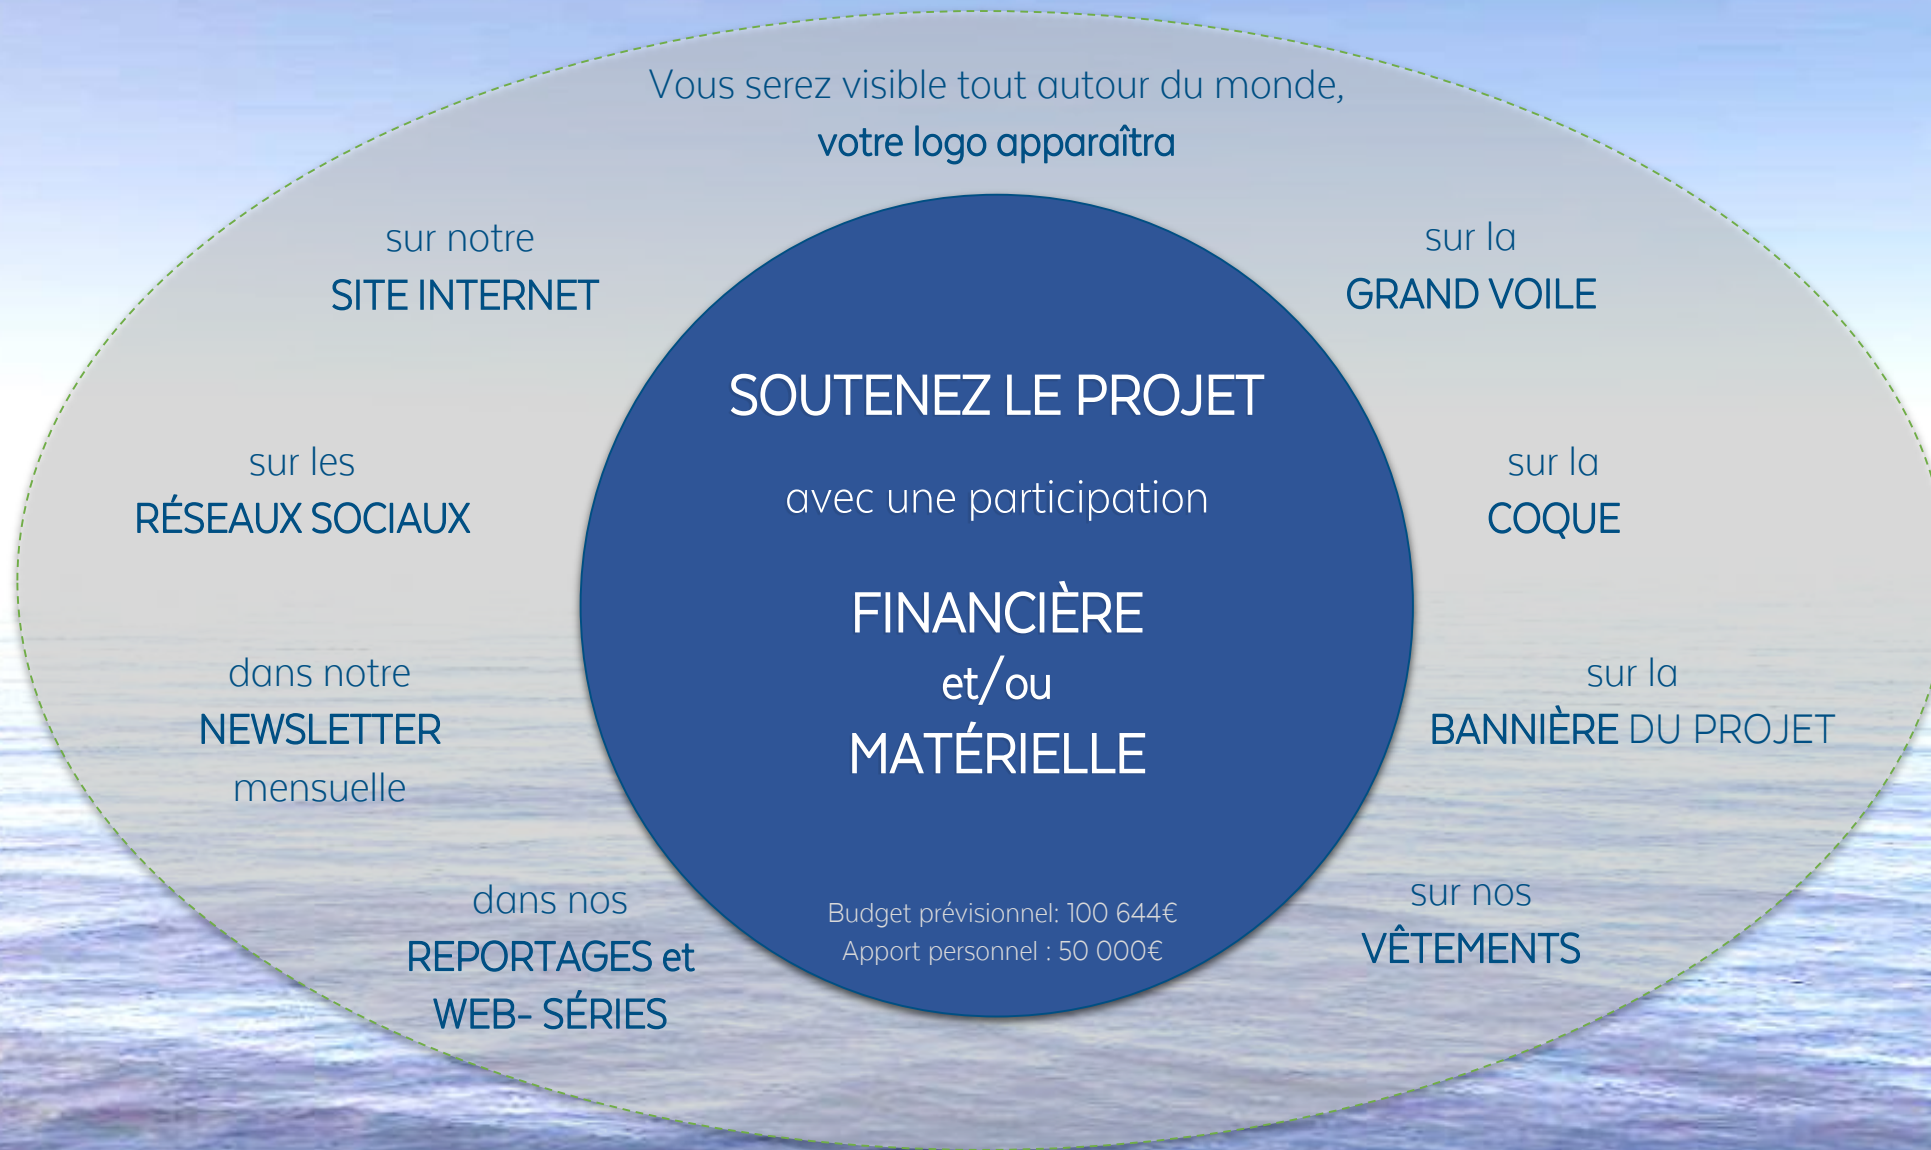 Vous serez visible tout autour du monde,
votre logo apparaîtra
sur notre
SITE INTERNET
sur les
RÉSEAUX SOCIAUX
dans notre
NEWSLETTER
mensuelle
dans nos
REPORTAGES et
WEB- SÉRIES
SOUTENEZ LE PROJET
avec une participation
FINANCIÈRE
et/ou
MATÉRIELLE
Budget prévisionnel: 100 644€
Apport personnel : 50 000€
sur la
GRAND VOILE
sur la
COQUE
sur la
BANNIÈRE DU PROJET
sur nos
VÊTEMENTS